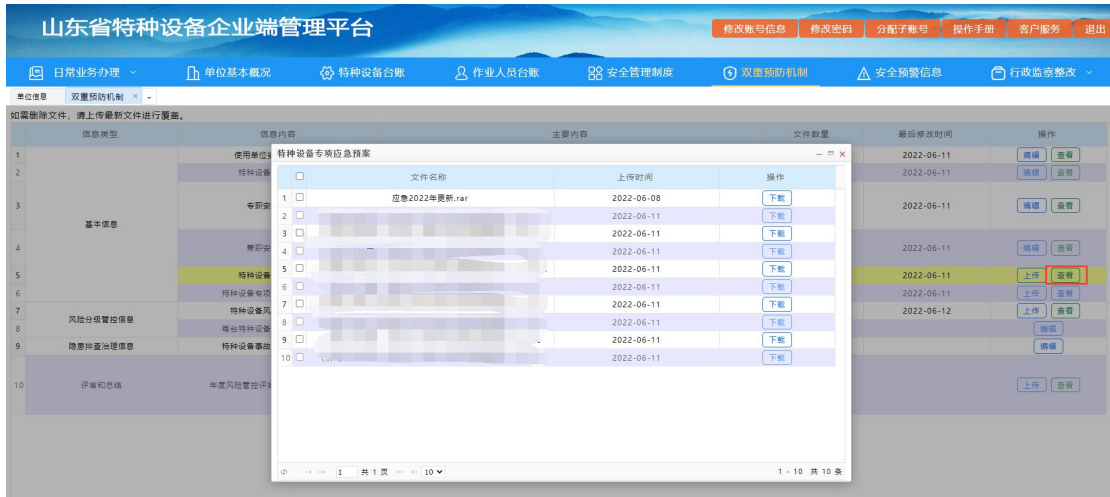 山东省特种设备企业端管理平台
修改账号信息 修改密码 分配子账号 操作手册 客户服务 退出
日常业务办理 单位基本概况 特种设备台账 作业人员台账 安全管理制度 双重预防机制 安全预警信息 行政监察整改
单位信息 双重预防机制 ×
如需删除文件，请上传最新文件进行覆盖。
信息类型 信息内容 主要内容 文件数量 最后修改时间 操作
1 使用单位安 2022-06-11 编辑 查看
2 特种设备 2022-06-11 编辑 查看
3 专职安 2022-06-11 编辑 查看
基本信息
4 兼职安 2022-06-11 编辑 查看
5 特种设备 2022-06-11 上传 查看
6 特种设备专项 2022-06-11 上传 查看
7 特种设备风 2022-06-12 上传 查看
风险分级管控信息
8 每台特种设备 编辑
9 隐患排查治理信息 特种设备事故 编辑
10 评审和总结 年度风险管控评审 上传 查看
特种设备专项应急预案
文件名称 上传时间 操作
1 应急2022年更新.rar 2022-06-08 下载
2 2022-06-11 下载
3 2022-06-11 下载
4 2022-06-11 下载
5 2022-06-11 下载
6 2022-06-11 下载
7 2022-06-11 下载
8 2022-06-11 下载
9 2022-06-11 下载
10 2022-06-11 下载
1 共 1 页 10 1 - 10 共 10 条